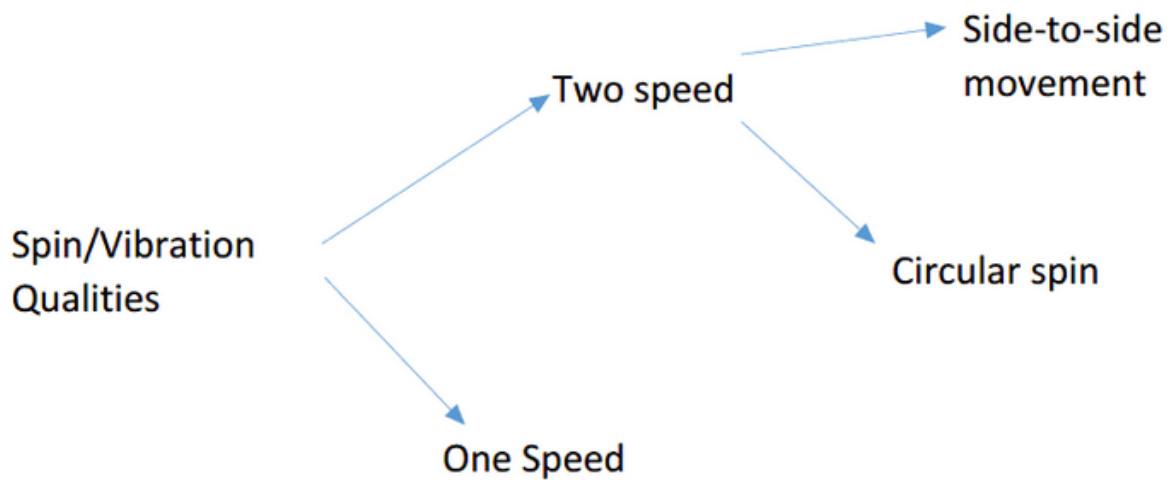 Side-to-side
movement
Two speed
Spin/Vibration
Qualities
Circular spin
One Speed